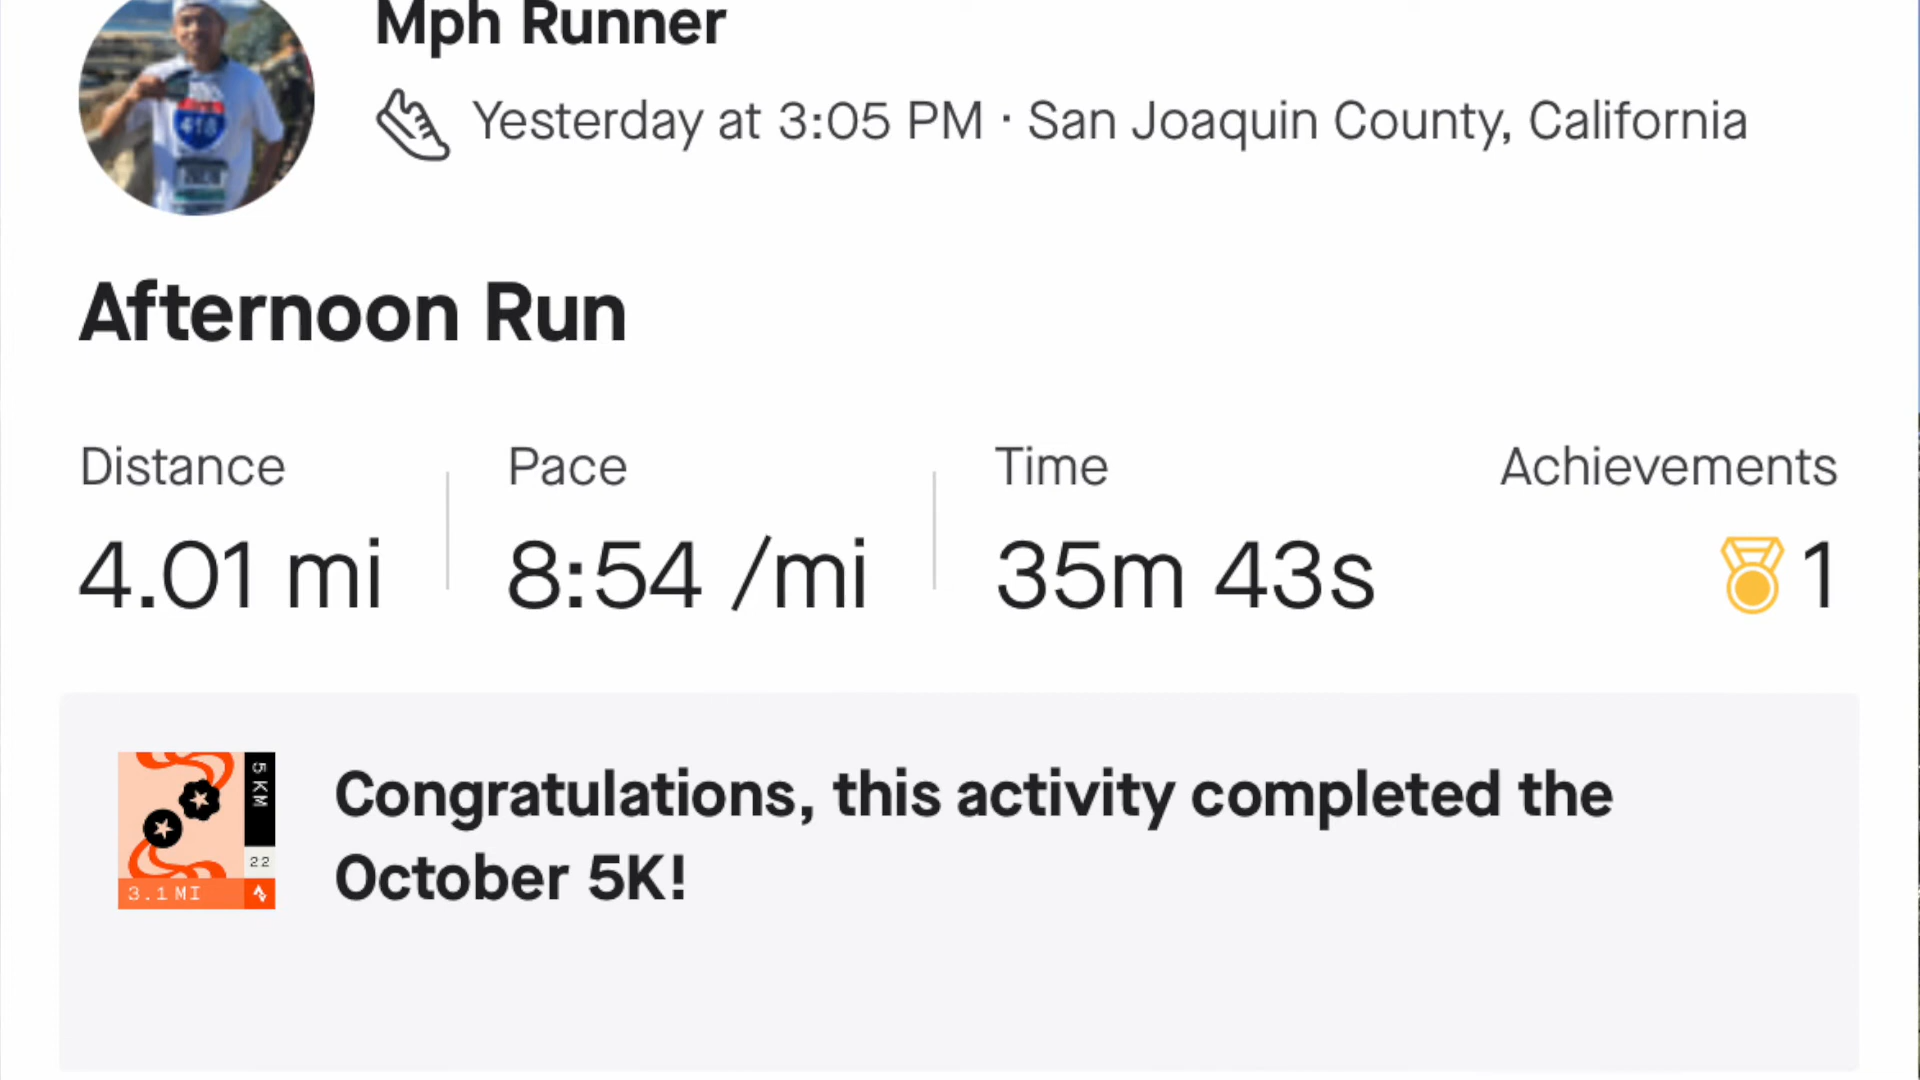 Mph Runner
Yesterday at 3:05 PM · San Joaquin County, California
418
Afternoon Run
Distance
Pace
Time
Achievements
4.01 mi
8:54 /mi
35m 43s
1
5 KM
22
3.1 MI
Congratulations, this activity completed the
October 5K!